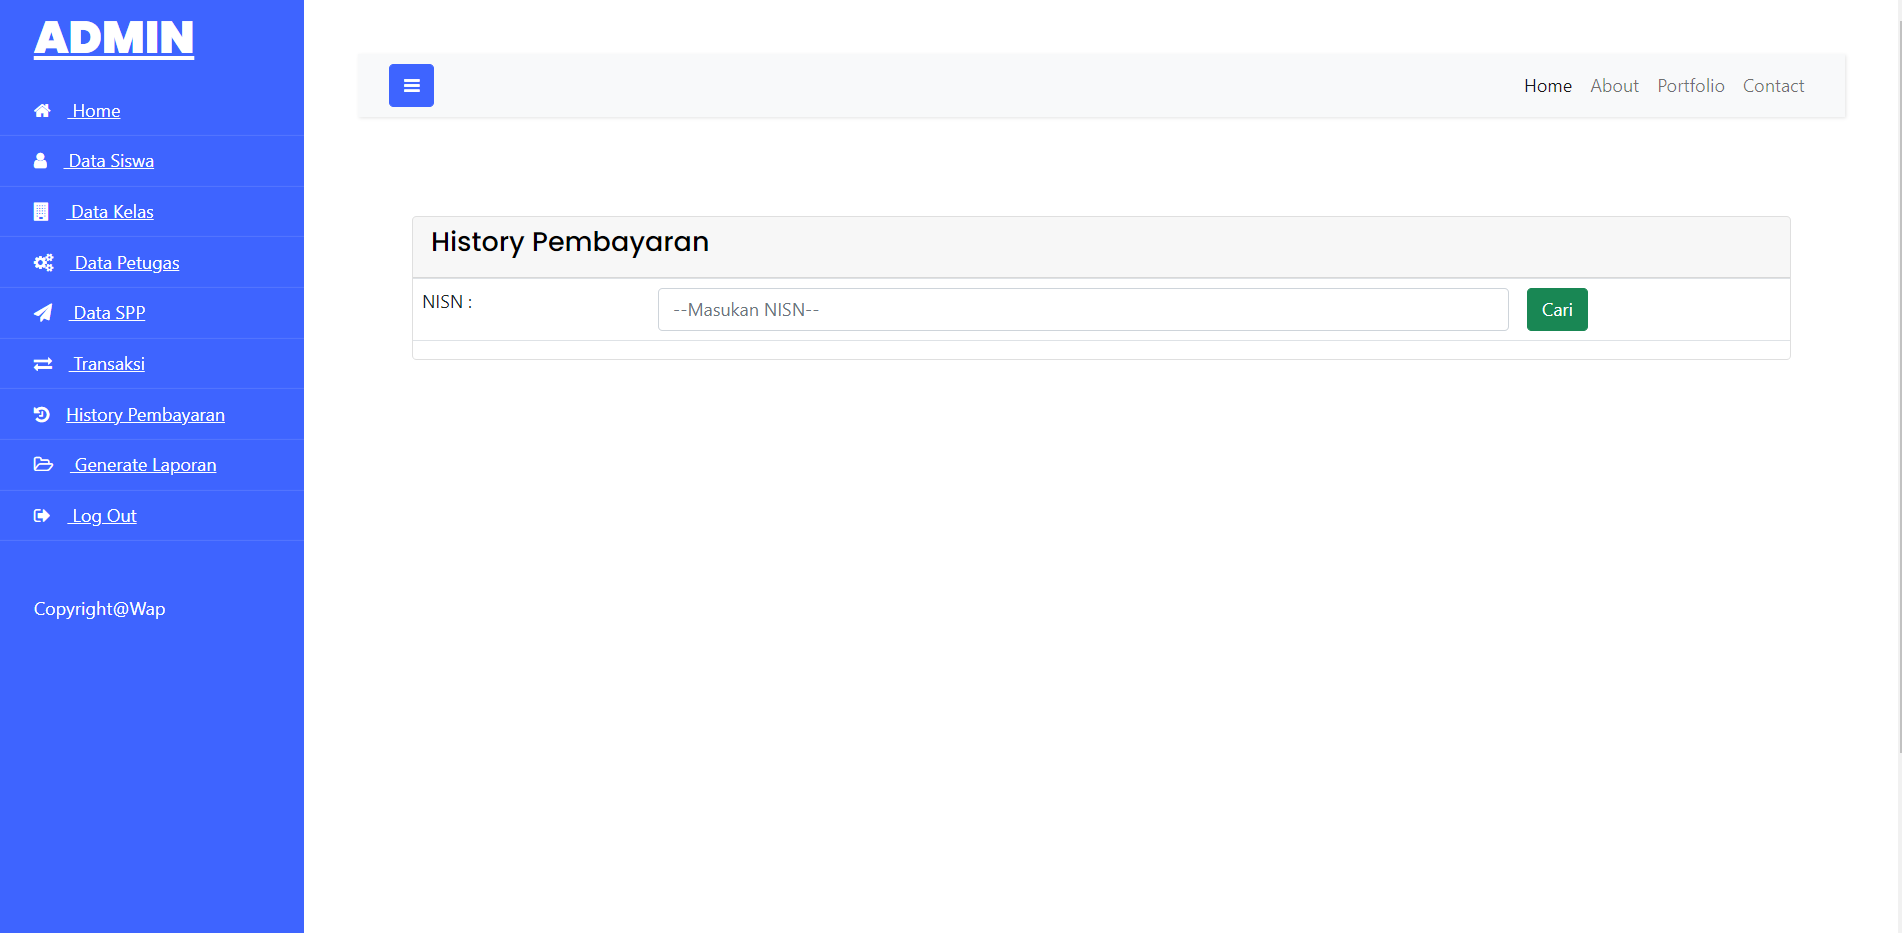 ADMIN
Home
Data Siswa
Data Kelas
Data Petugas
Data SPP
Transaksi
History Pembayaran
Generate Laporan
Log Out
Copyright@Wap
Home About Portfolio Contact
History Pembayaran
NISN : --Masukan NISN-- Cari